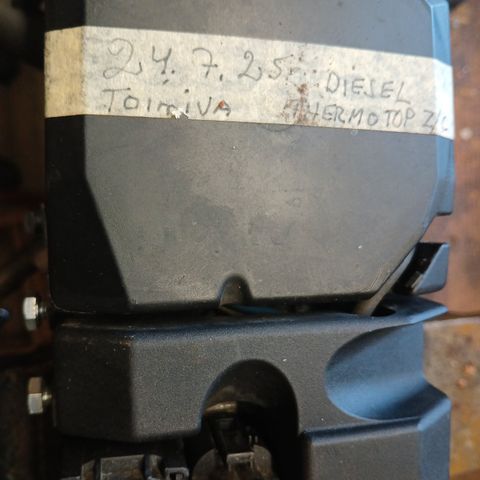 24.7.25 DIESEL
TOIMIVA THERMOTOP Z/C